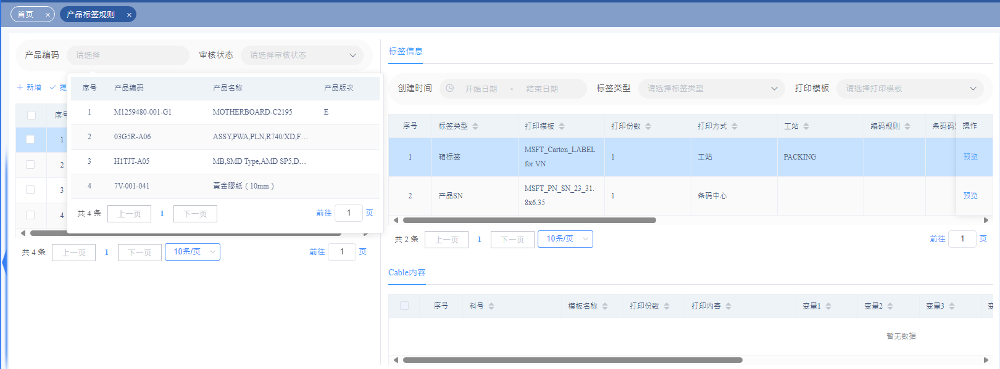 首页 ×
产品标签规则 ×
产品编码 请选择 审核状态 请选择审核状态
+ 新增 ✓ 提
序号
1
2
3
4
序号 产品编码 产品名称 产品版次
1 M1259480-001-G1 MOTHERBOARD-C2195 E
2 03G5R-A06 ASSY,PWA,PLN,R740/XD,F...
3 H1TJT-A05 MB,SMD Type,AMD SP5,D...
4 7V-001-041 黃金膠紙（10mm）
共 4 条 上一页 1 下一页 前往 1 页
共 4 条 上一页 1 下一页 10条/页 前往 1 页
标签信息
创建时间 开始日期 - 结束日期 标签类型 请选择标签类型 打印模板 请选择打印模板
序号 标签类型 打印模板 打印份数 打印方式 工站 编码规则 条码码 操作
1 箱标签 MSFT_Carton_LABEL for VN 1 工站 PACKING 预览
2 产品SN MSFT_PN_SN_23_31.8x6.35 1 条码中心 预览
共 2 条 上一页 1 下一页 10条/页 前往 1 页
Cable内容
序号 料号 模板名称 打印份数 打印内容 变量1 变量2 变量3
暂无数据